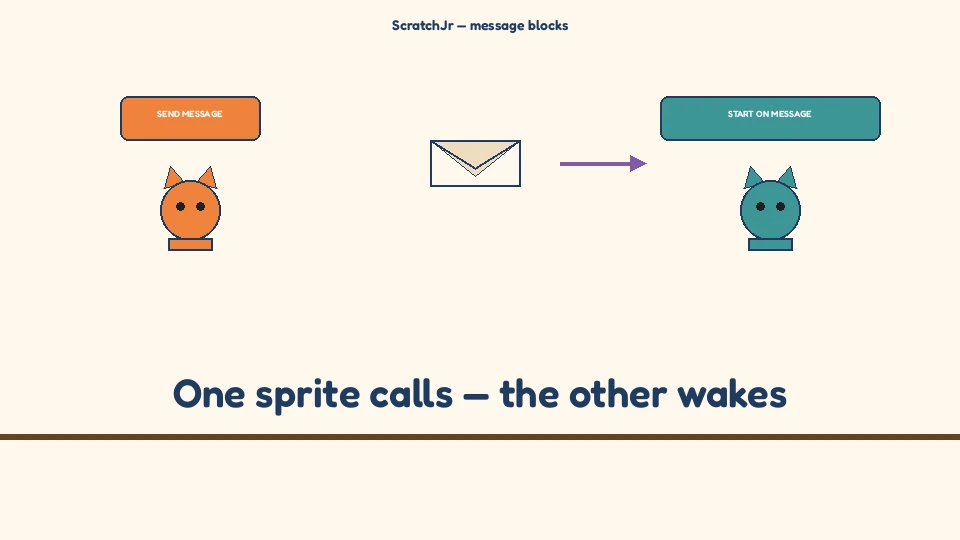 ScratchJr — message blocks
SEND MESSAGE
START ON MESSAGE
One sprite calls — the other wakes